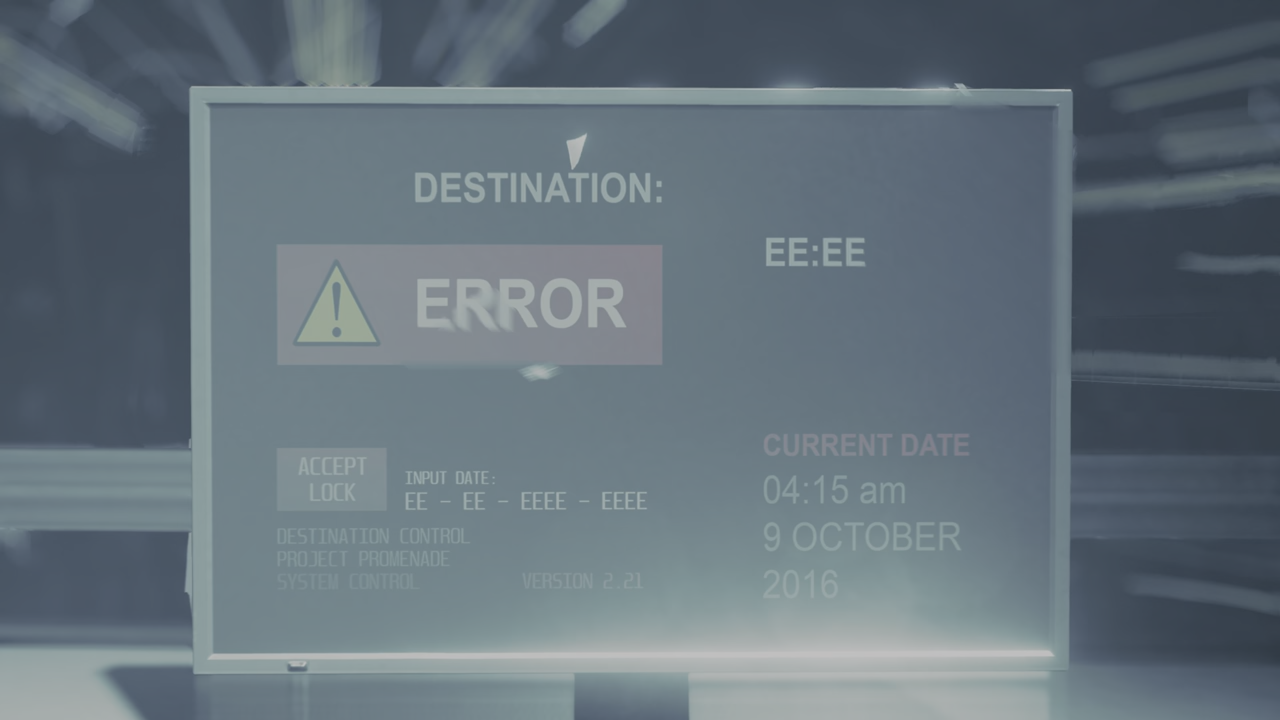 DESTINATION:
ERROR
EE:EE
ACCEPT
LOCK
INPUT DATE:
EE - EE - EEEE - EEEE
DESTINATION CONTROL
PROJECT PROMENADE
SYSTEM CONTROL
VERSION 2.21
CURRENT DATE
04:15 am
9 OCTOBER
2016